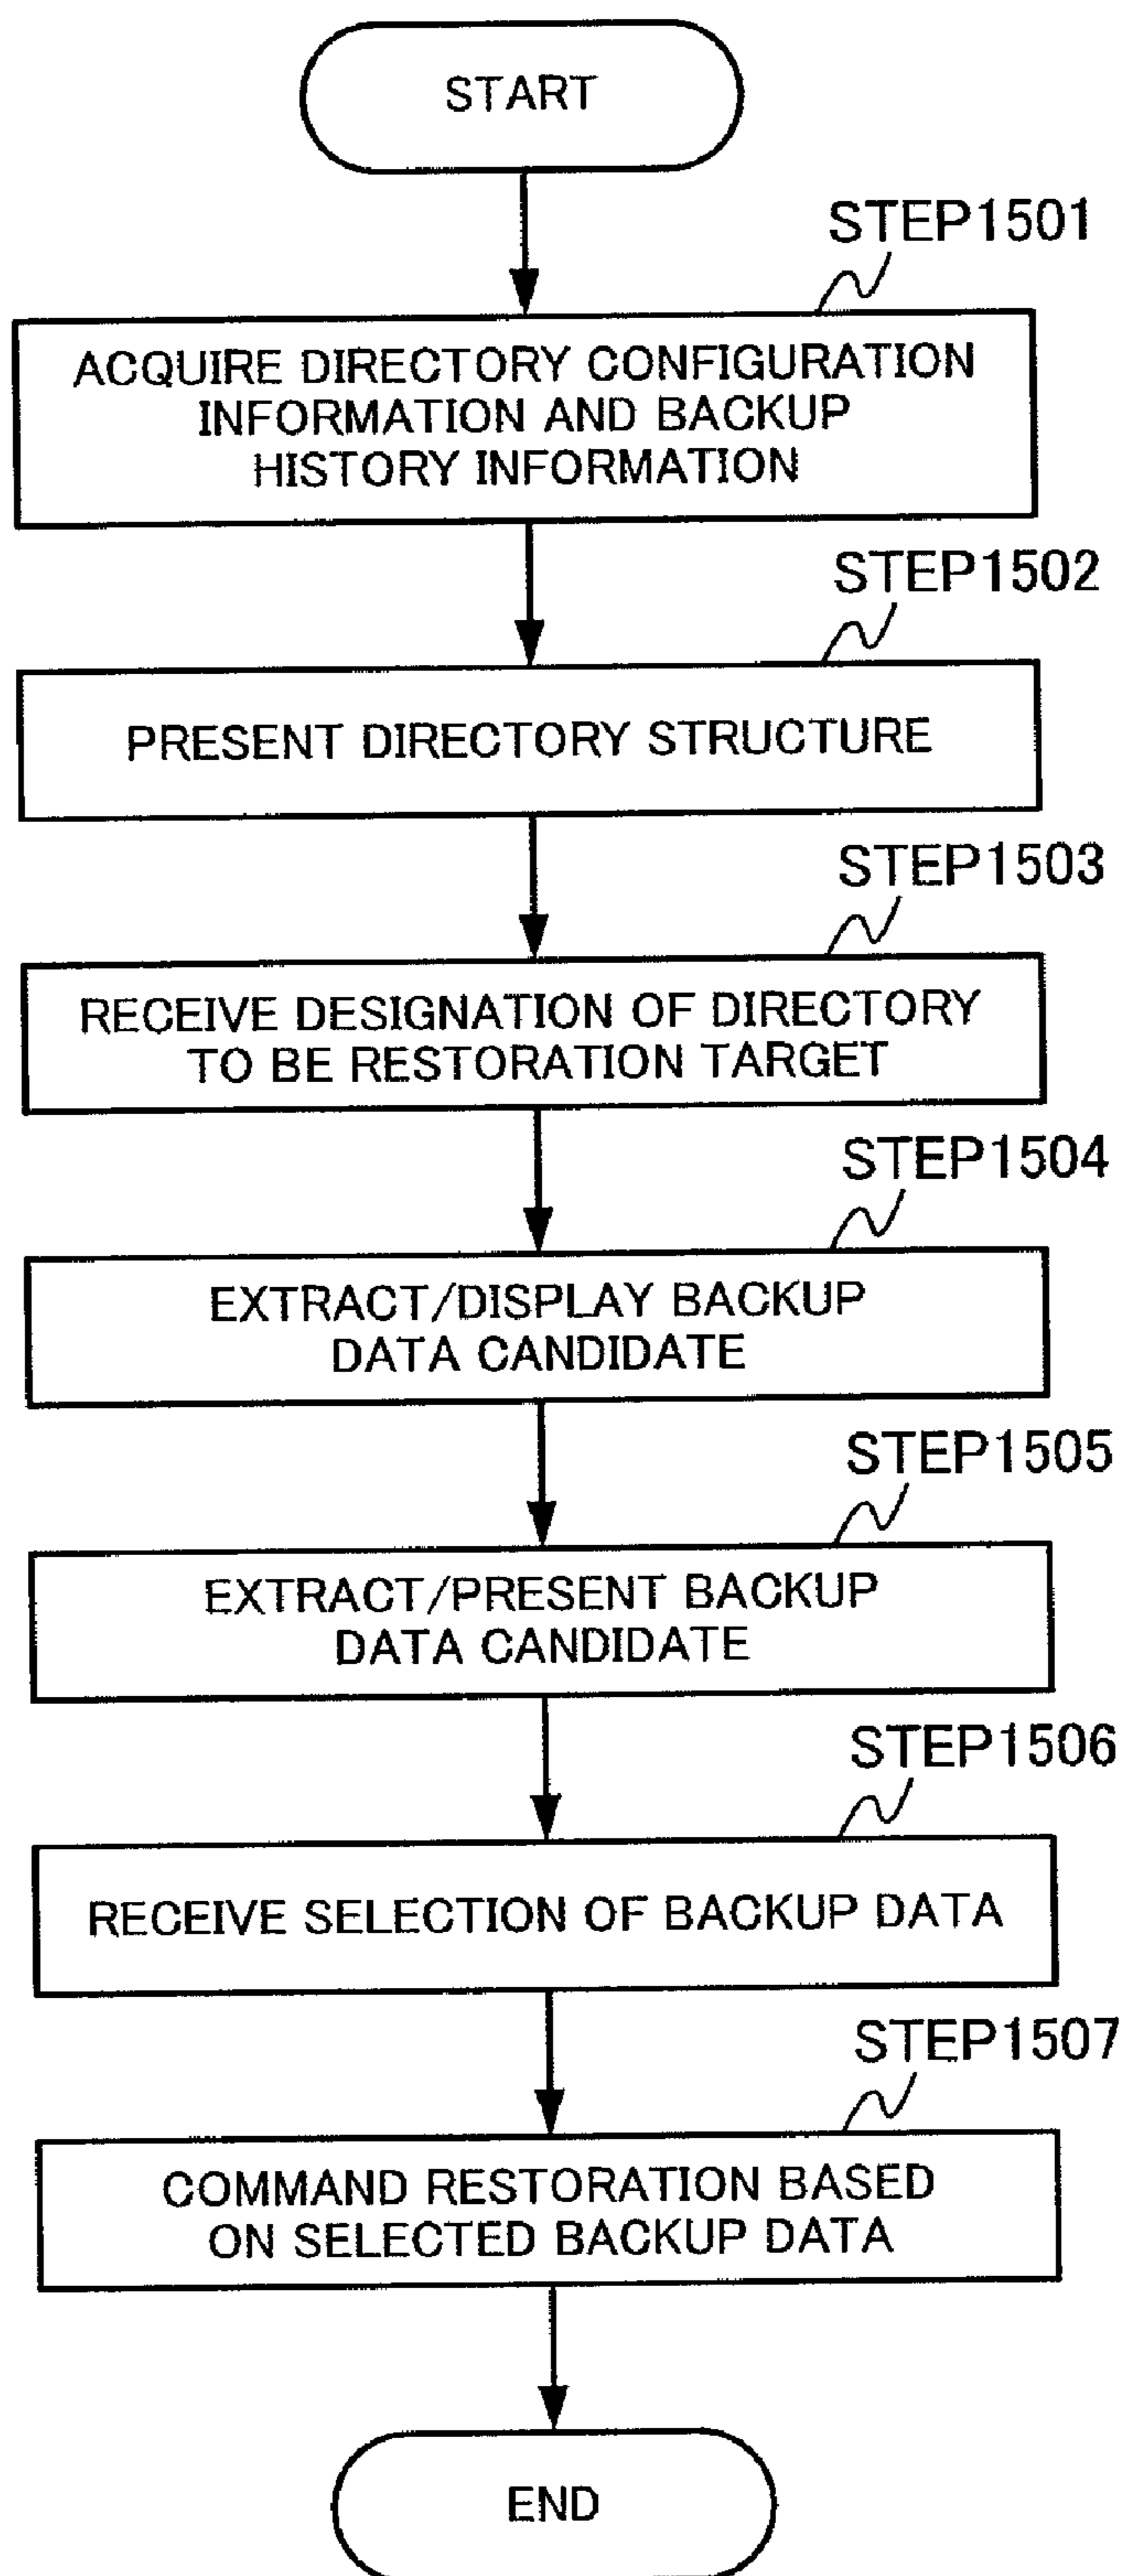 START
STEP1501
ACQUIRE DIRECTORY CONFIGURATION
INFORMATION AND BACKUP
HISTORY INFORMATION
STEP1502
PRESENT DIRECTORY STRUCTURE
STEP1503
RECEIVE DESIGNATION OF DIRECTORY
TO BE RESTORATION TARGET
STEP1504
EXTRACT/DISPLAY BACKUP
DATA CANDIDATE
STEP1505
EXTRACT/PRESENT BACKUP
DATA CANDIDATE
STEP1506
RECEIVE SELECTION OF BACKUP DATA
STEP1507
COMMAND RESTORATION BASED
ON SELECTED BACKUP DATA
END